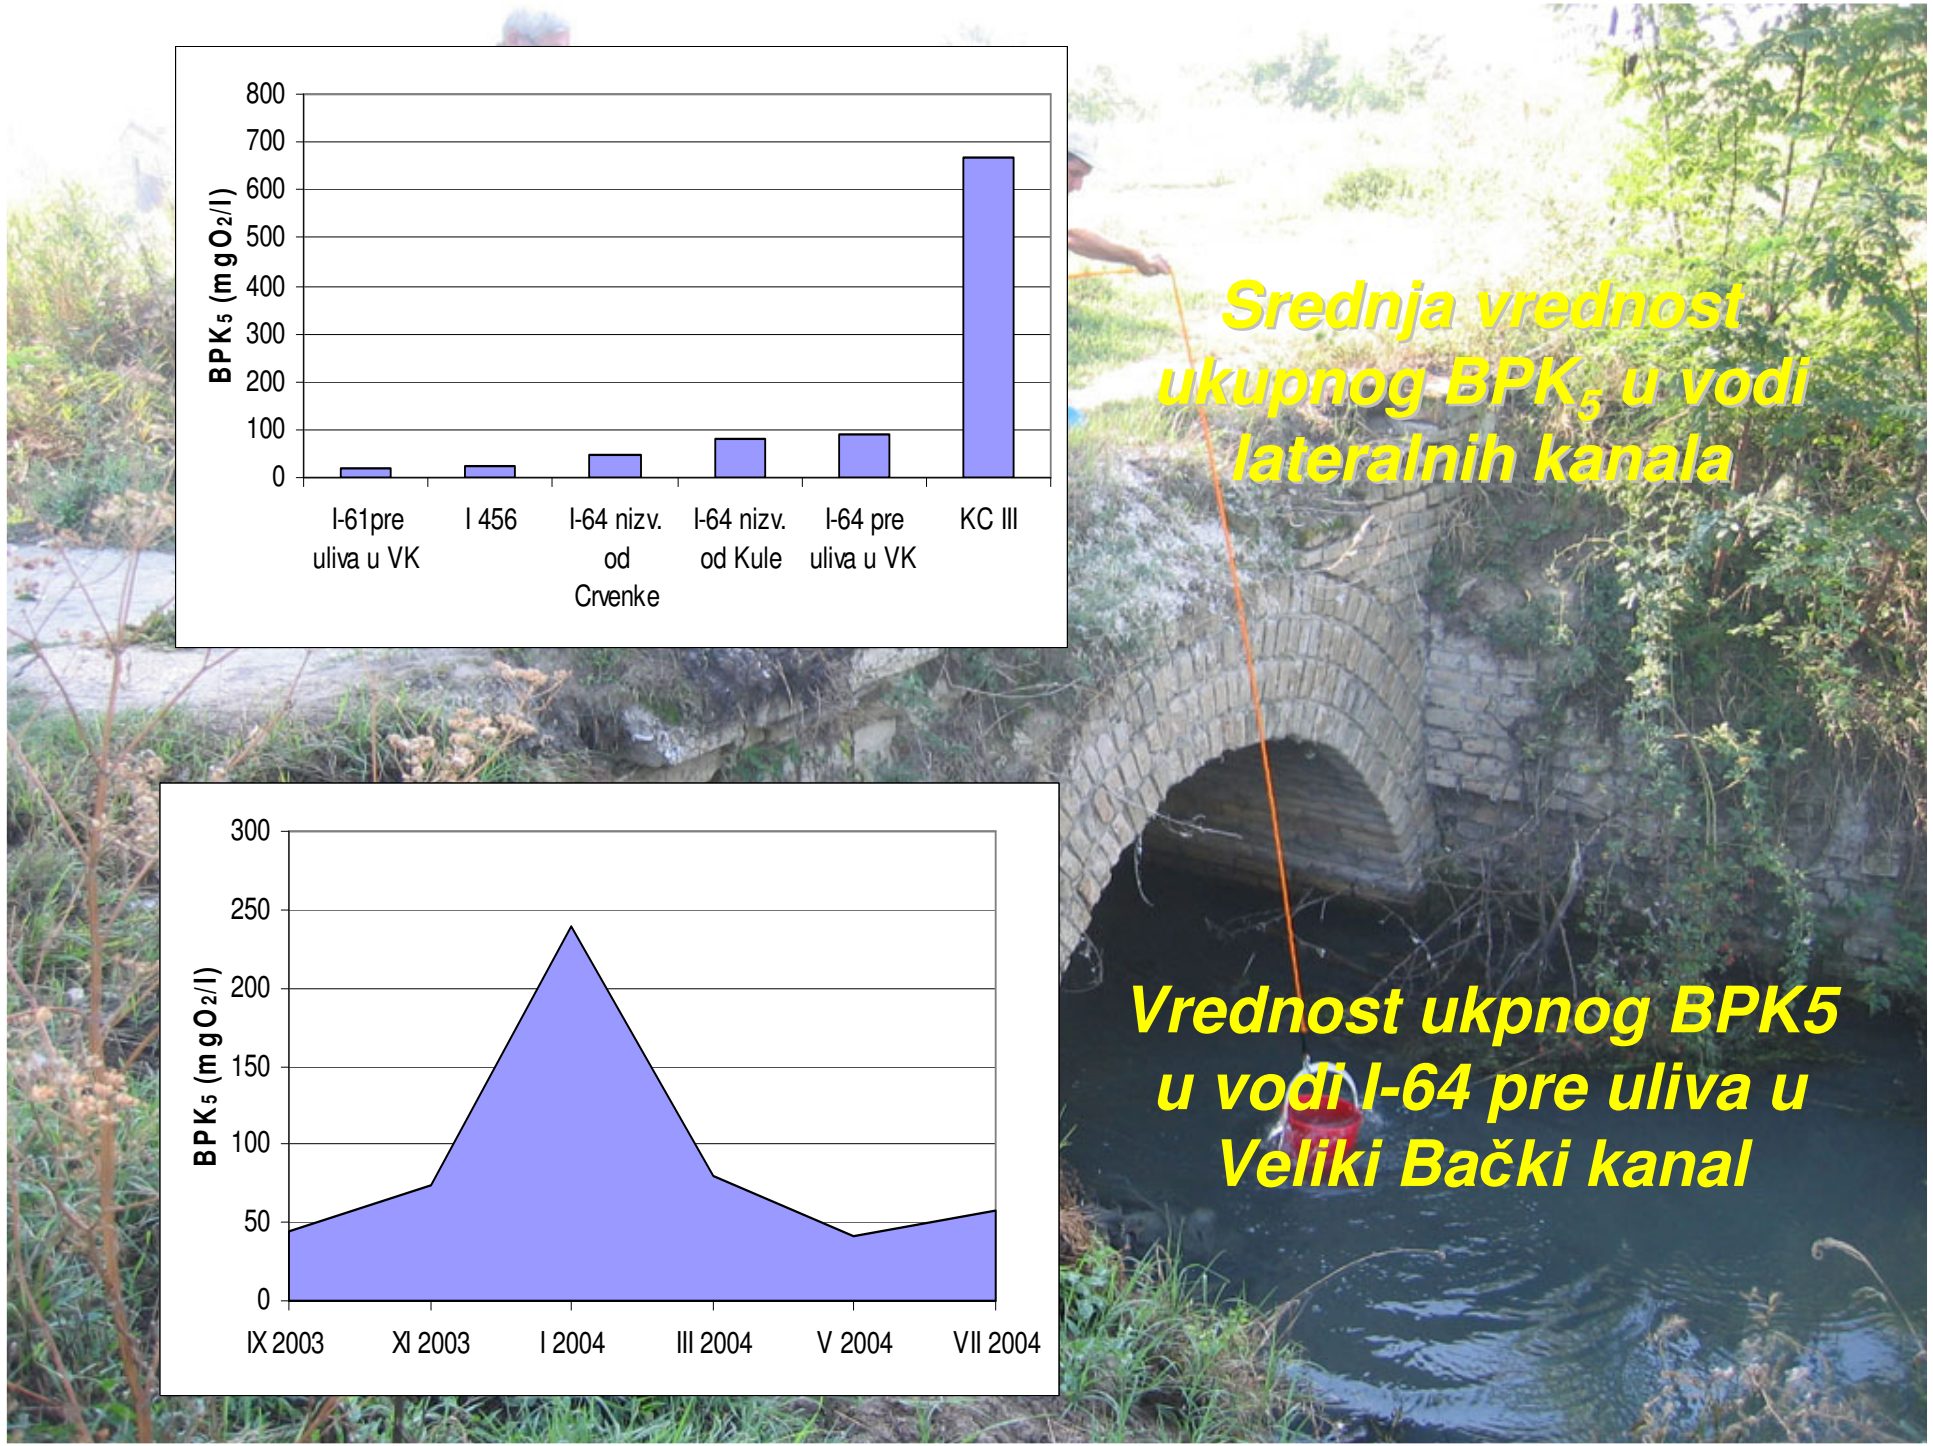 800
700
600
500
400
300
200
100
0
BPK₅ (mgO₂/l)
I-61pre uliva u VK
I 456
I-64 nizv. od Crvenke
I-64 nizv. od Kule
I-64 pre uliva u VK
KC III
Srednja vrednost
ukupnog BPK₅ u vodi
lateralnih kanala
300
250
200
150
100
50
0
BPK₅ (mgO₂/l)
IX 2003
XI 2003
I 2004
III 2004
V 2004
VII 2004
Vrednost ukpnog BPK5
u vodi I-64 pre uliva u
Veliki Bački kanal